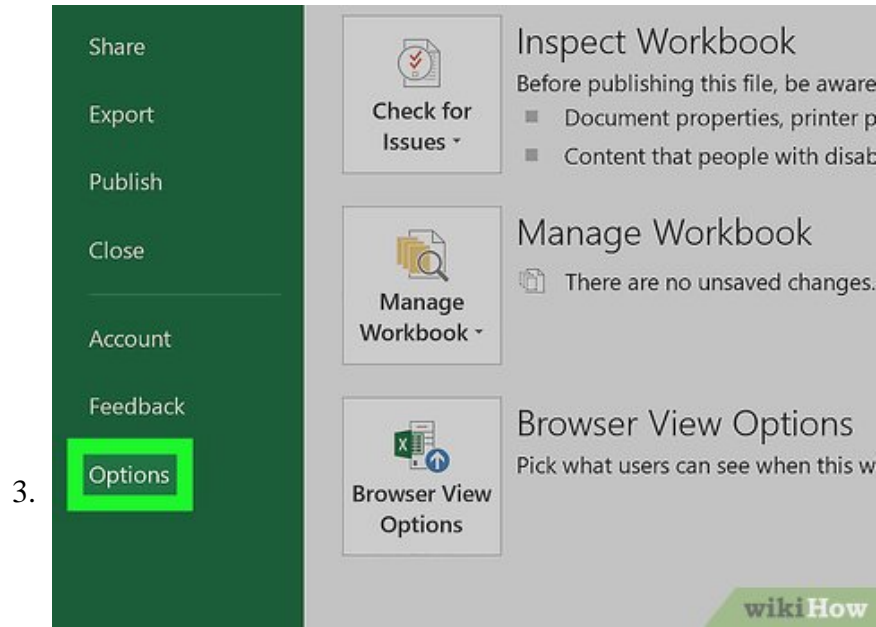 Share
Export
Publish
Close
Account
Feedback
3.
Options
Check for
Issues
Inspect Workbook
Before publishing this file, be aware
Document properties, printer p
Content that people with disab
Manage
Workbook
Manage Workbook
There are no unsaved changes.
Browser View
Options
Browser View Options
Pick what users can see when this w
wikiHow